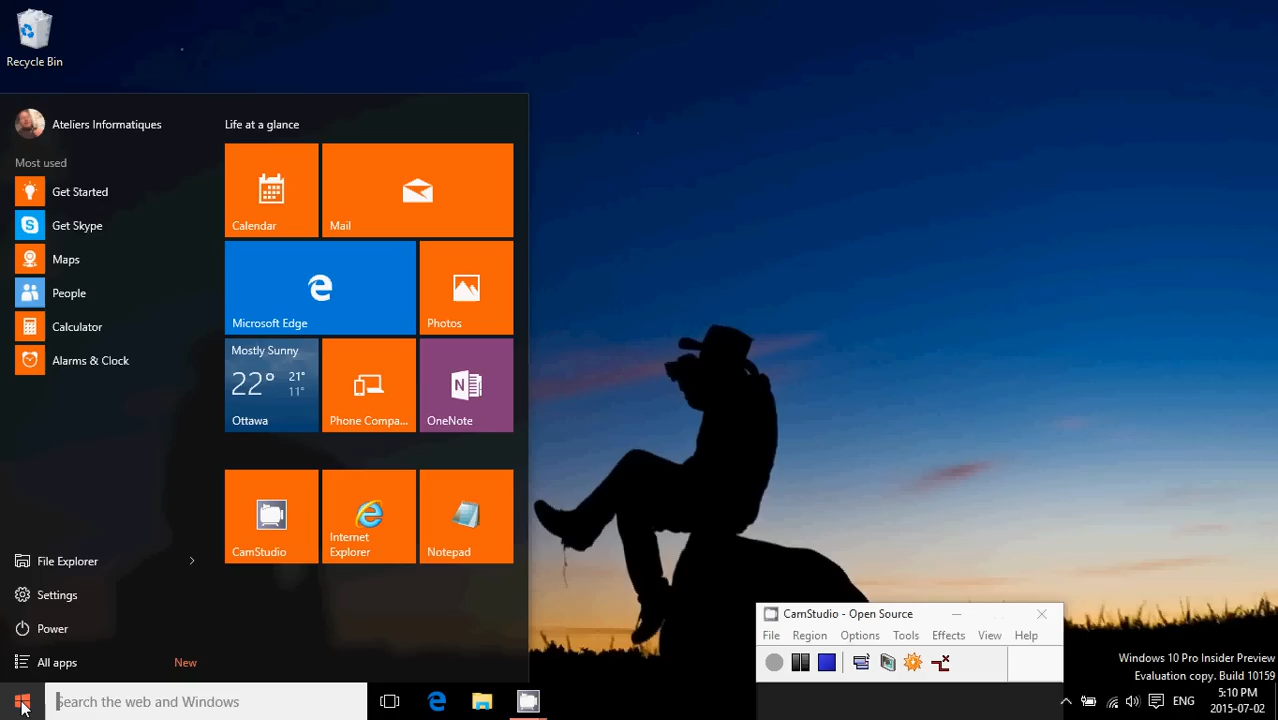 Recycle Bin
Ateliers Informatiques
Most used
Get Started
Get Skype
Maps
People
Calculator
Alarms & Clock
File Explorer
Settings
Power
All apps New
Life at a glance
Calendar
Mail
Microsoft Edge
Photos
Mostly Sunny
22° 21°
11°
Ottawa
Phone Compa...
N
OneNote
CamStudio
Internet
Explorer
Notepad
CamStudio - Open Source
File Region Options Tools Effects View Help
Windows 10 Pro Insider Preview
Evaluation copy. Build 10159
Search the web and Windows
ENG
5:10 PM
2015-07-02